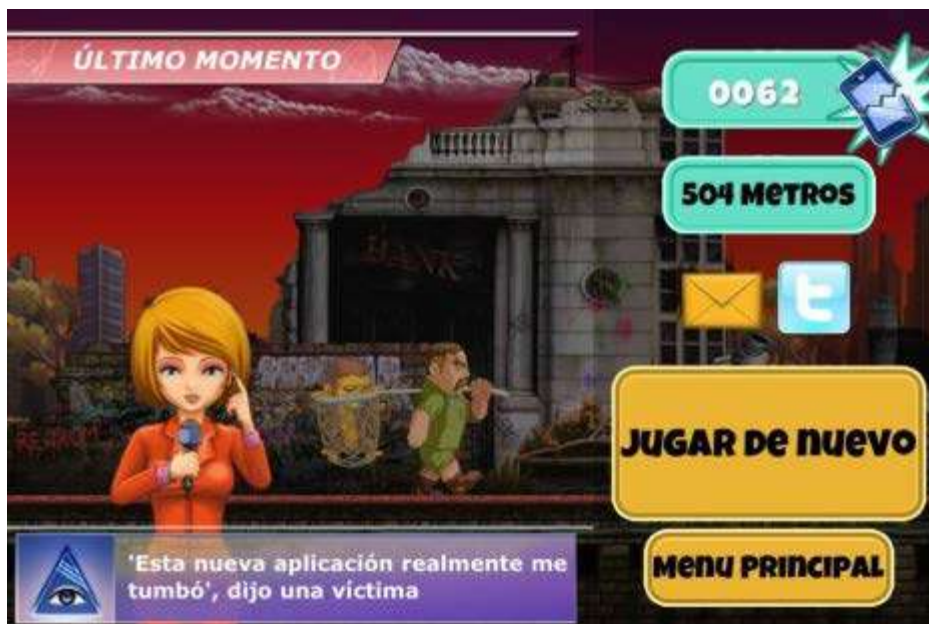 ÚLTIMO MOMENTO
0062
504 METROS
BANK
JUGAR DE NUEVO
'Esta nueva aplicación realmente me
tumbó', dijo una víctima
MENU PRINCIPAL